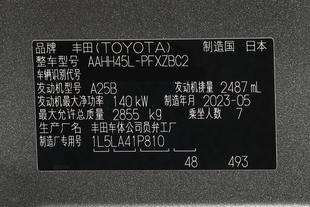 品牌 丰田(TOYOTA) 制造国 日本
整车型号 AAHH45L-PFXZBC2
车辆识别代号
发动机型号 A25B 发动机排量 2487 mL
发动机最大净功率 140 kW 制造年月 2023-05
最大允许总质量 2855 kg 乘坐人数 7
生产厂名 丰田车体公司员弁工厂
制造厂专用号 1L5LA41P810
48 493